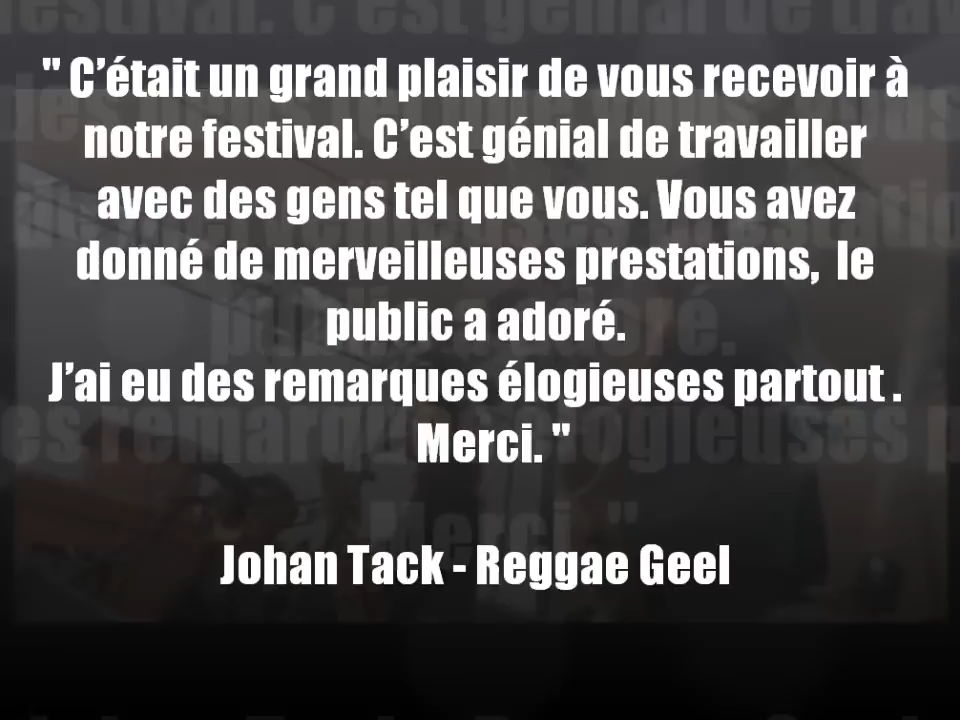 " C’était un grand plaisir de vous recevoir à
notre festival. C’est génial de travailler
avec des gens tel que vous. Vous avez
donné de merveilleuses prestations,  le
public a adoré.
J’ai eu des remarques élogieuses partout .
Merci. "
Johan Tack - Reggae Geel